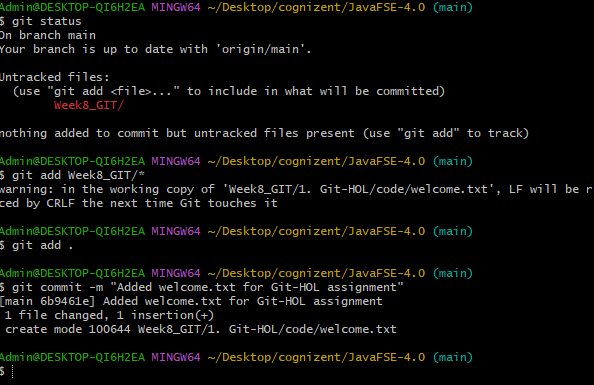 Admin@DESKTOP-QI6H2EA MINGW64 ~/Desktop/cognizent/JavaFSE-4.0 (main)
$ git status
On branch main
Your branch is up to date with 'origin/main'.
Untracked files:
(use "git add <file>..." to include in what will be committed)
Week8_GIT/
nothing added to commit but untracked files present (use "git add" to track)
Admin@DESKTOP-QI6H2EA MINGW64 ~/Desktop/cognizent/JavaFSE-4.0 (main)
$ git add Week8_GIT/*
warning: in the working copy of 'Week8_GIT/1. Git-HOL/code/welcome.txt', LF will be r
ced by CRLF the next time Git touches it
Admin@DESKTOP-QI6H2EA MINGW64 ~/Desktop/cognizent/JavaFSE-4.0 (main)
$ git add .
Admin@DESKTOP-QI6H2EA MINGW64 ~/Desktop/cognizent/JavaFSE-4.0 (main)
$ git commit -m "Added welcome.txt for Git-HOL assignment"
[main 6b9461e] Added welcome.txt for Git-HOL assignment
1 file changed, 1 insertion(+)
create mode 100644 Week8_GIT/1. Git-HOL/code/welcome.txt
Admin@DESKTOP-QI6H2EA MINGW64 ~/Desktop/cognizent/JavaFSE-4.0 (main)
$